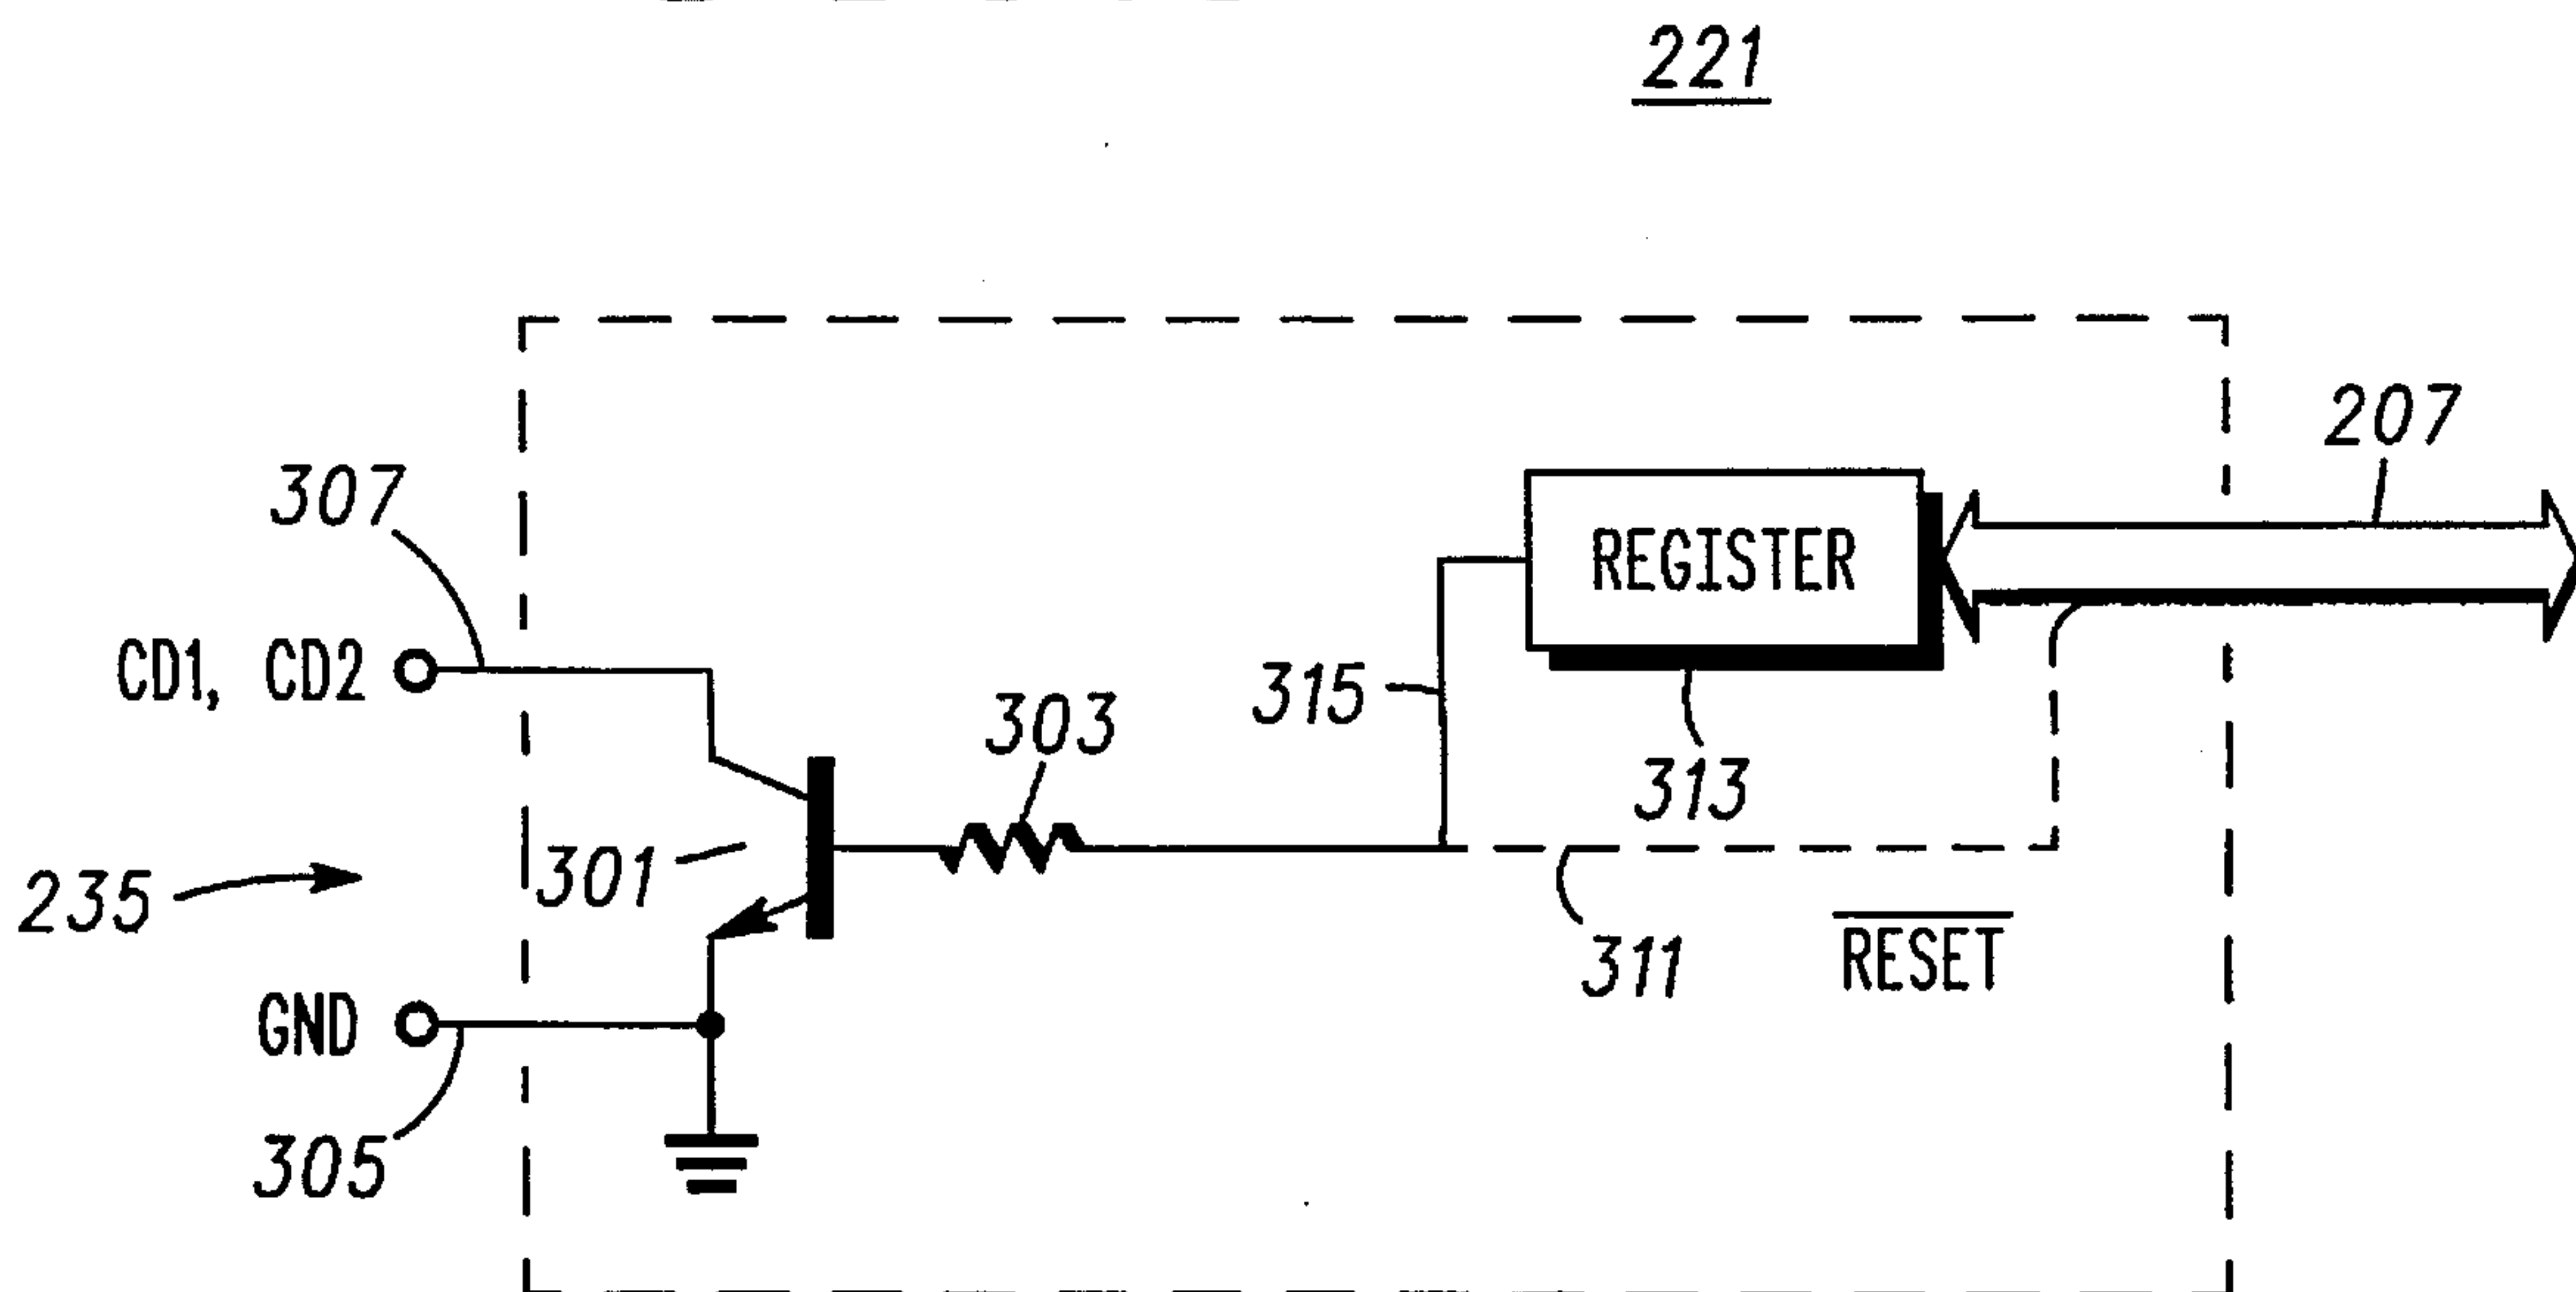 221
207
307
REGISTER
CD1, CD2
315
303
313
301
235
311
RESET
GND
305